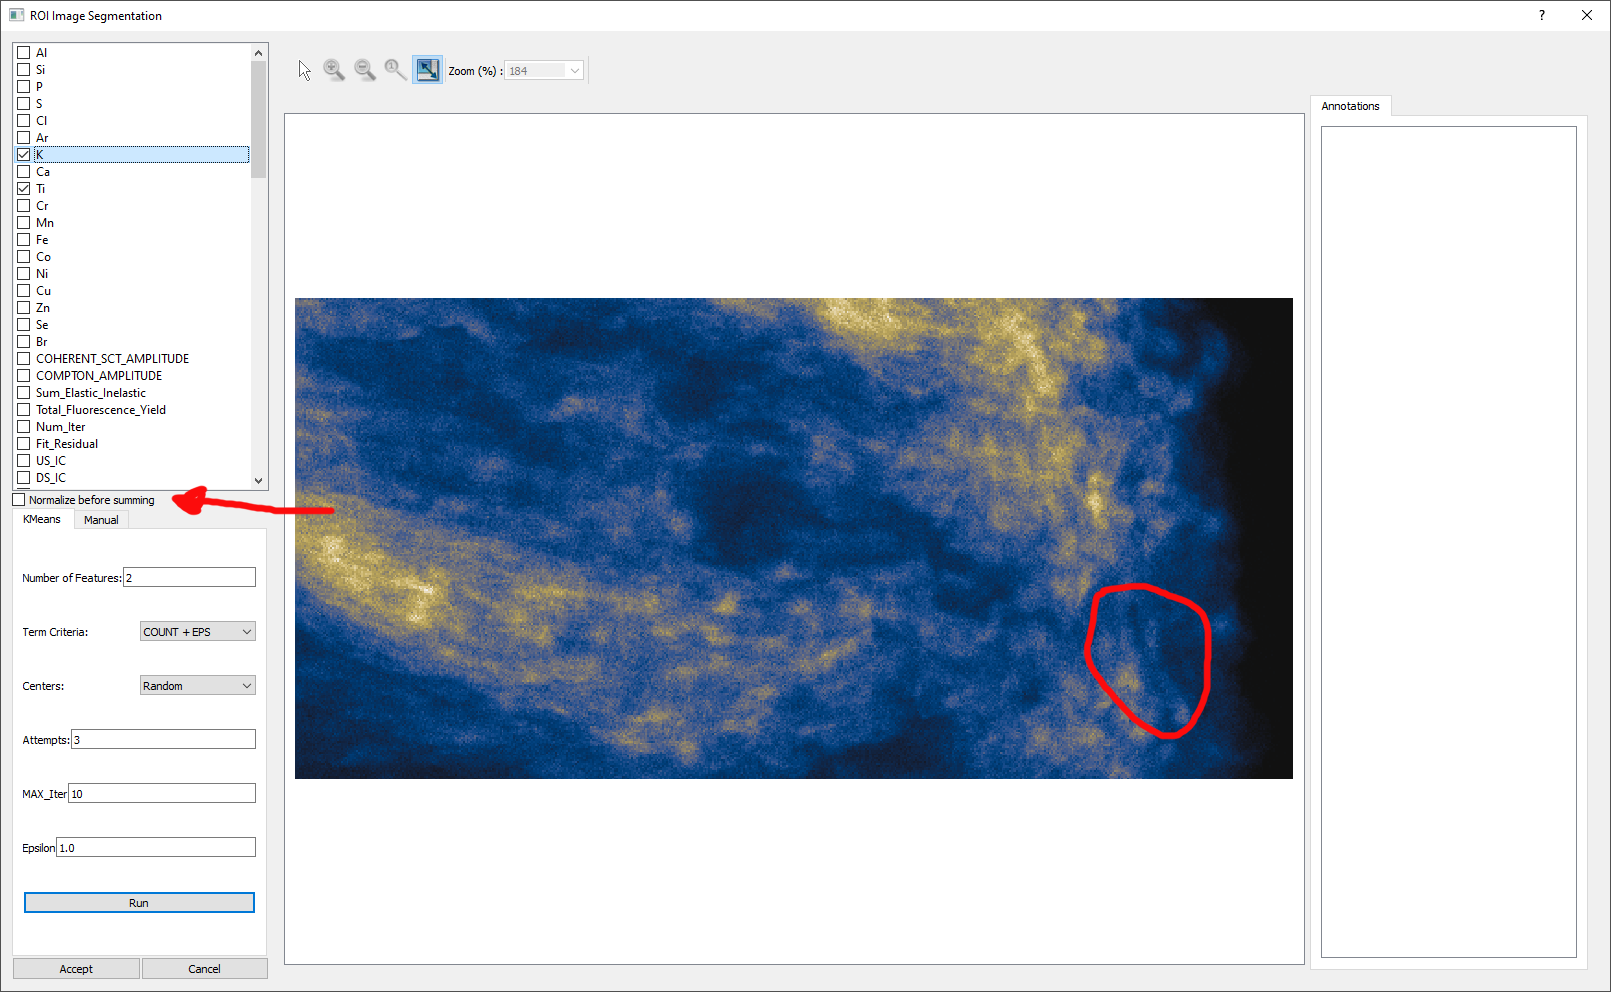 ROI Image Segmentation
?
Al
Si
P
S
Cl
Ar
K
Ca
Ti
Cr
Mn
Fe
Co
Ni
Cu
Zn
Se
Br
COHERENT_SCT_AMPLITUDE
COMPTON_AMPLITUDE
Sum_Elastic_Inelastic
Total_Fluorescence_Yield
Num_Iter
Fit_Residual
US_IC
DS_IC
Normalize before summing
KMeans Manual
Number of Features: 2
Term Criteria: COUNT + EPS
Centers: Random
Attempts: 3
MAX_Iter 10
Epsilon 1.0
Run
Accept Cancel
Zoom (%) : 184
Annotations